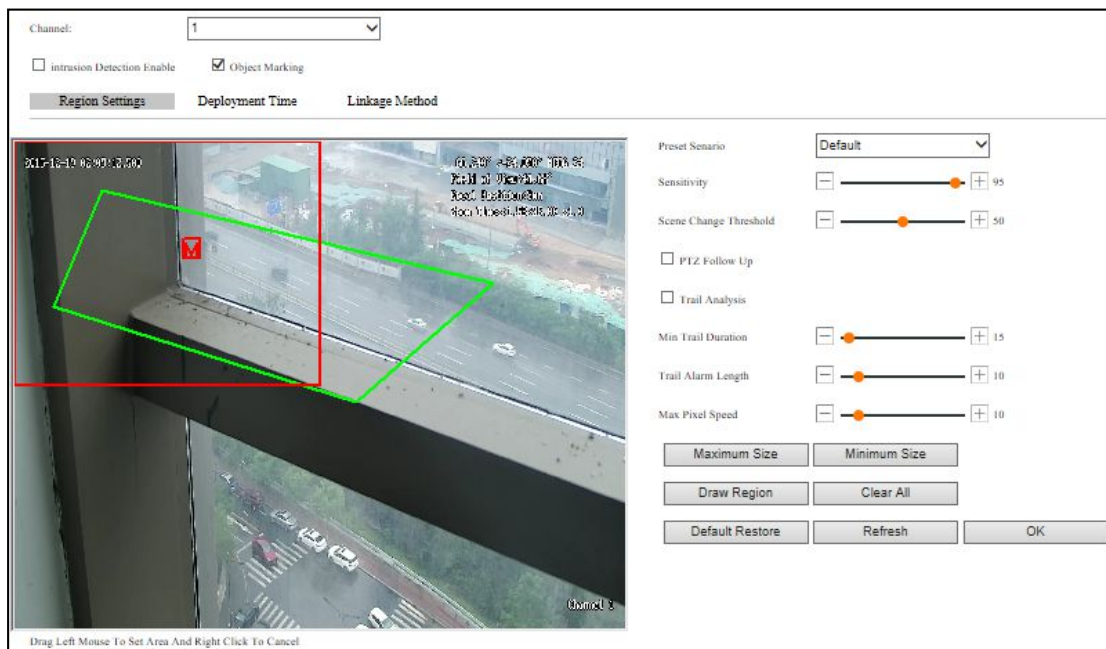 Channel:
1
intrusion Detection Enable
Object Marking
Region Settings
Deployment Time
Linkage Method
Preset Senario
Default
Sensitivity
95
Scene Change Threshold
50
PTZ Follow Up
Trail Analysis
Min Trail Duration
15
Trail Alarm Length
10
Max Pixel Speed
10
Maximum Size
Minimum Size
Draw Region
Clear All
Default Restore
Refresh
OK
Drag Left Mouse To Set Area And Right Click To Cancel